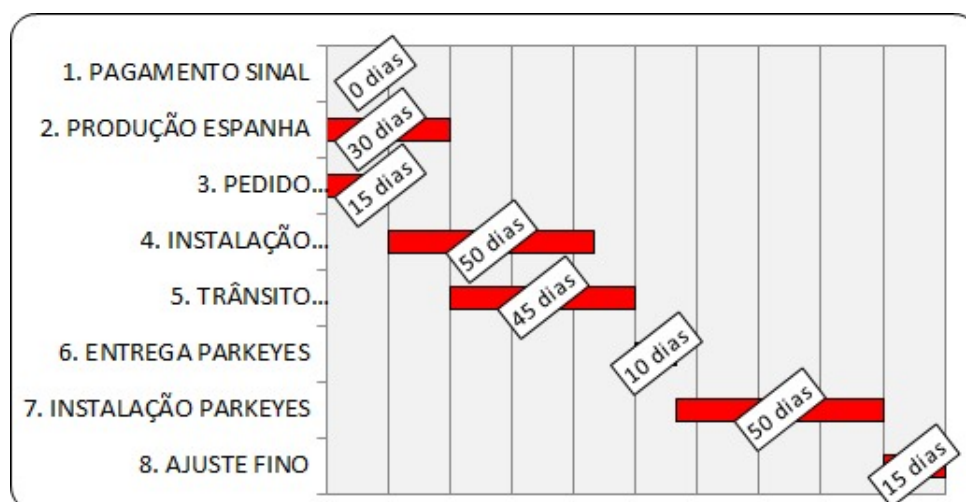 1. PAGAMENTO SINAL
0 dias
2. PRODUÇÃO ESPANHA
30 dias
3. PEDIDO...
15 dias
4. INSTALAÇÃO...
50 dias
5. TRÂNSITO...
45 dias
6. ENTREGA PARKEYES
10 dias
7. INSTALAÇÃO PARKEYES
50 dias
8. AJUSTE FINO
15 dias